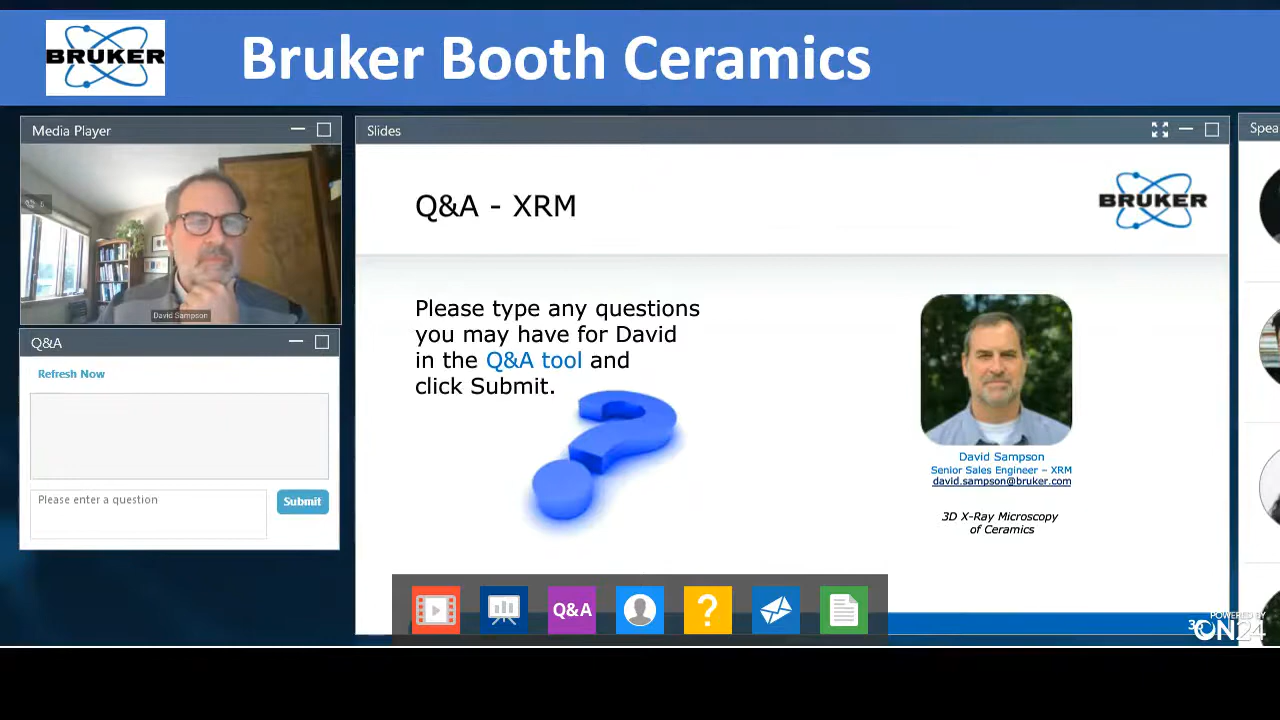 BRUKER
Bruker Booth Ceramics
Media Player
David Sampson
Q&A
Refresh Now
Please enter a question
Submit
Slides
Q&A - XRM
BRUKER
Please type any questions
you may have for David
in the Q&A tool and
click Submit.
David Sampson
Senior Sales Engineer – XRM
david.sampson@bruker.com
3D X-Ray Microscopy
of Ceramics
Spea
Q&A
?
POWERED BY
ON24